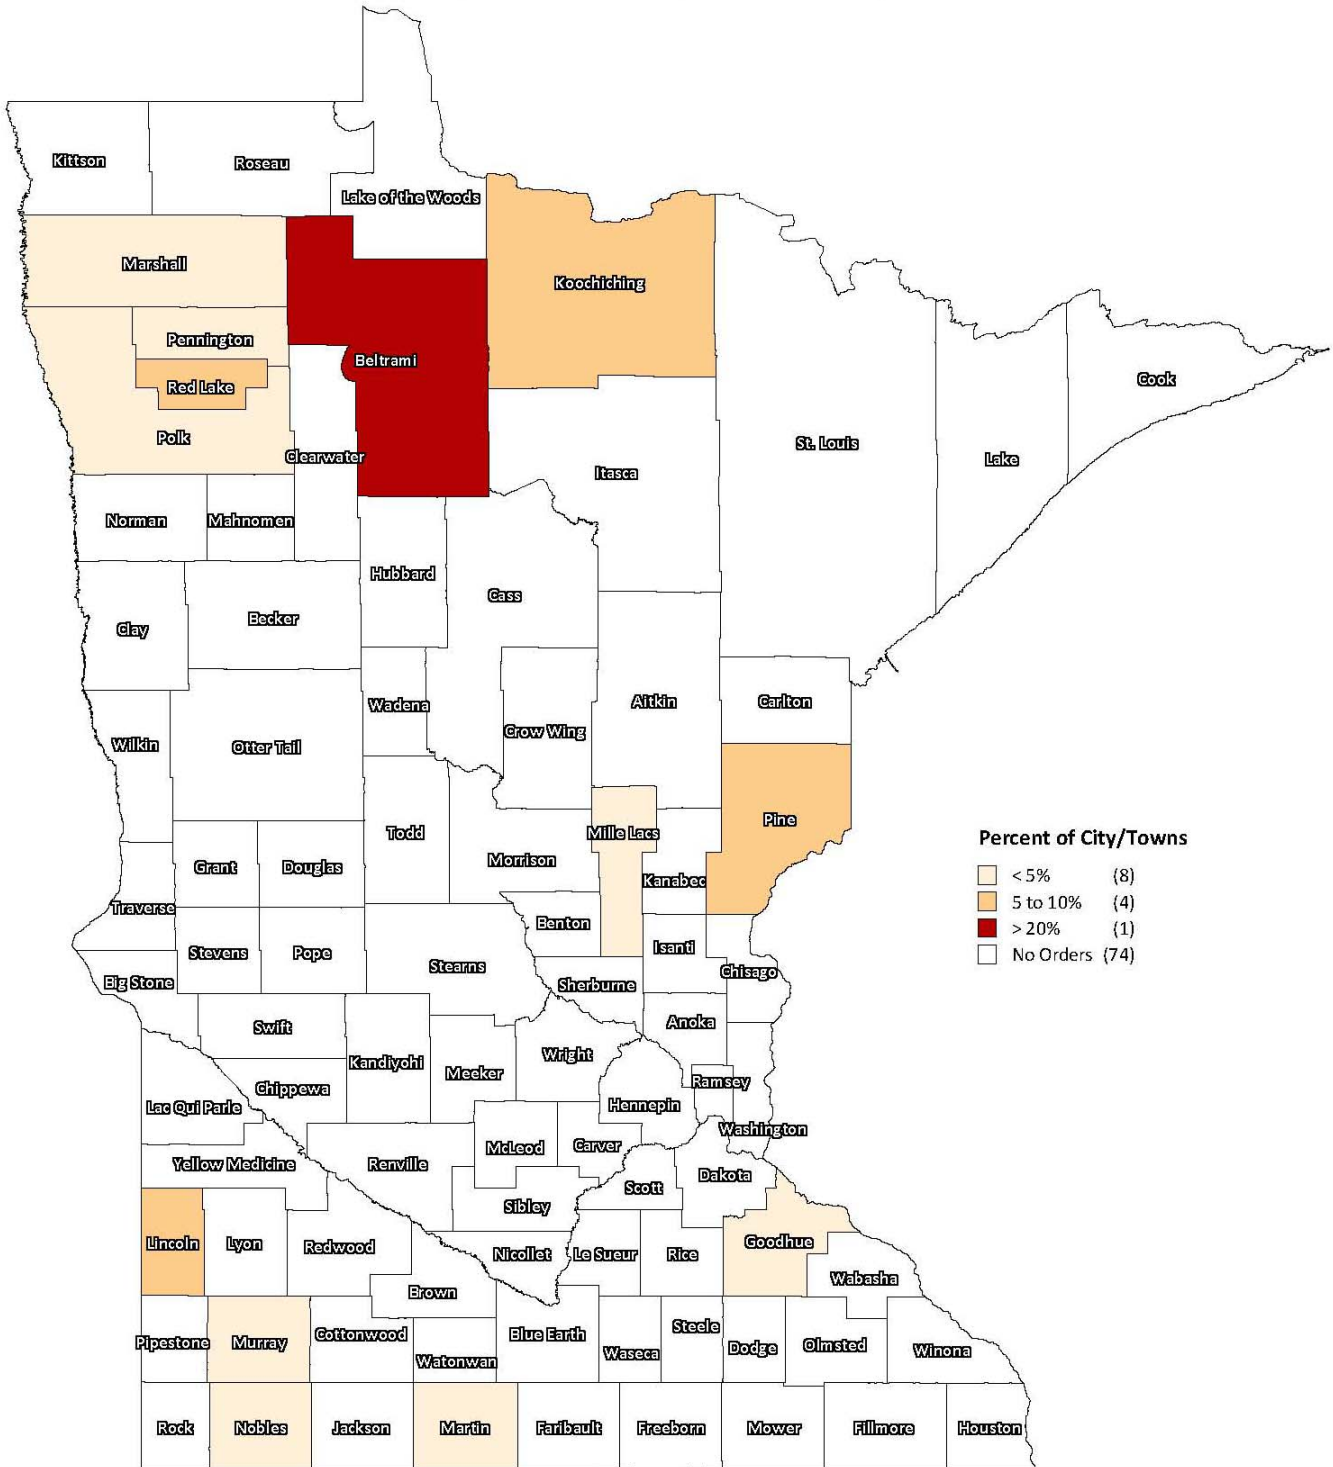 Kittson
Roseau
Lake of the Woods
Marshall
Koochiching
Pennington
Beltrami
Red Lake
Cook
Polk
St. Louis
Clearwater
Lake
Itasca
Norman
Mahnomen
Hubbard
Cass
Becker
Clay
Aitkin
Carlton
Wadena
Crow Wing
Wilkin
Otter Tail
Pine
Todd
Mille Lacs
Percent of City/Towns
< 5% (8)
5 to 10% (4)
> 20% (1)
No Orders (74)
Morrison
Grant
Douglas
Kanabec
Traverse
Benton
Isanti
Stevens
Pope
Stearns
Chisago
Big Stone
Sherburne
Anoka
Swift
Wright
Kandiyohi
Meeker
Ramsey
Chippewa
Hennepin
Lac Qui Parle
Washington
McLeod
Carver
Yellow Medicine
Renville
Dakota
Scott
Sibley
Lincoln
Lyon
Redwood
Goodhue
Nicollet
Le Sueur
Rice
Wabasha
Brown
Steele
Pipestone
Murray
Cottonwood
Blue Earth
Olmsted
Dodge
Winona
Waseca
Watonwan
Rock
Nobles
Jackson
Martin
Faribault
Freeborn
Mower
Fillmore
Houston